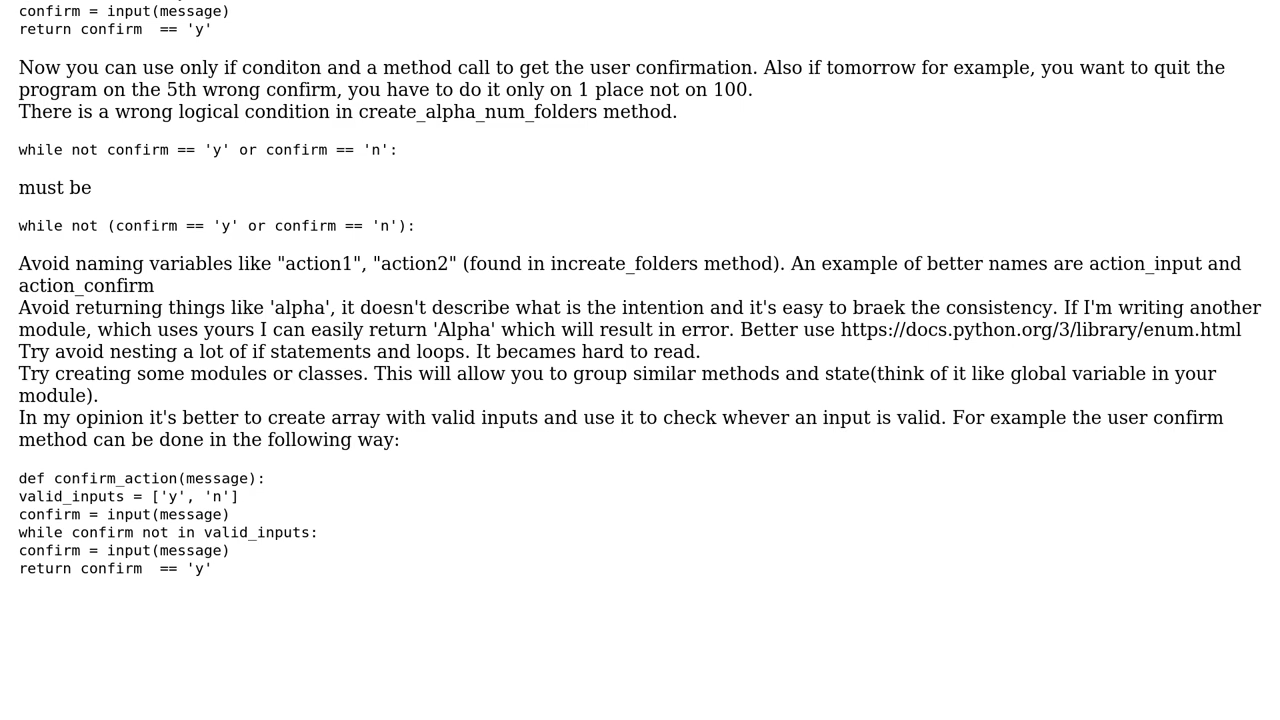 confirm = input(message)
return confirm  == 'y'
Now you can use only if conditon and a method call to get the user confirmation. Also if tomorrow for example, you want to quit the
program on the 5th wrong confirm, you have to do it only on 1 place not on 100.
There is a wrong logical condition in create_alpha_num_folders method.
while not confirm == 'y' or confirm == 'n':
must be
while not (confirm == 'y' or confirm == 'n'):
Avoid naming variables like "action1", "action2" (found in increate_folders method). An example of better names are action_input and
action_confirm
Avoid returning things like 'alpha', it doesn't describe what is the intention and it's easy to braek the consistency. If I'm writing another
module, which uses yours I can easily return 'Alpha' which will result in error. Better use https://docs.python.org/3/library/enum.html
Try avoid nesting a lot of if statements and loops. It becames hard to read.
Try creating some modules or classes. This will allow you to group similar methods and state(think of it like global variable in your
module).
In my opinion it's better to create array with valid inputs and use it to check whever an input is valid. For example the user confirm
method can be done in the following way:
def confirm_action(message):
valid_inputs = ['y', 'n']
confirm = input(message)
while confirm not in valid_inputs:
confirm = input(message)
return confirm  == 'y'